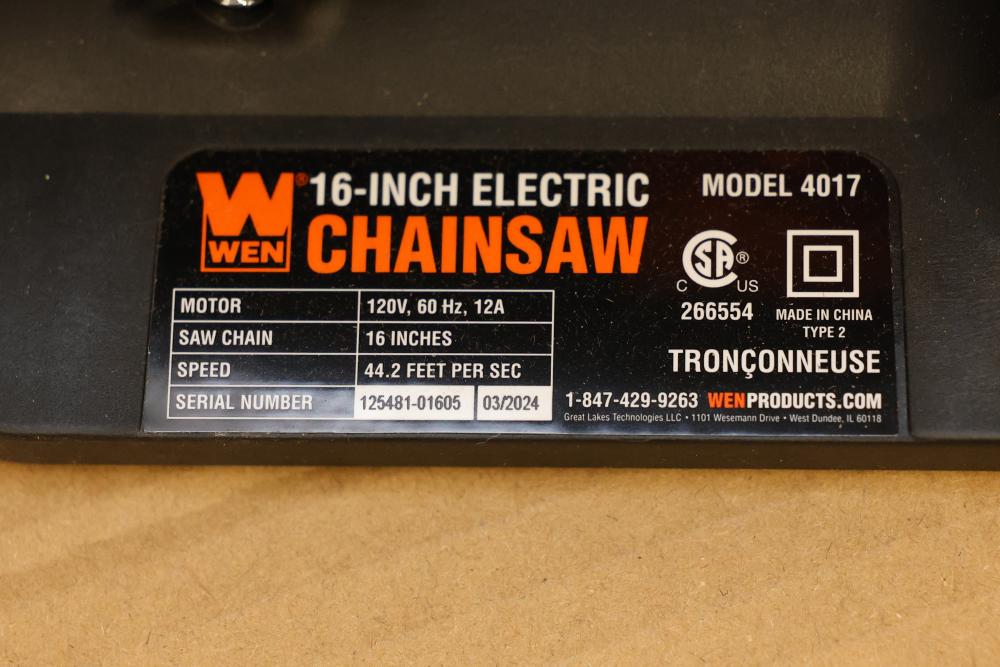 WEN®
16-INCH ELECTRIC
CHAINSAW
MODEL 4017
CSA®
C US
266554
MADE IN CHINA
TYPE 2
MOTOR 120V, 60 Hz, 12A
SAW CHAIN 16 INCHES
SPEED 44.2 FEET PER SEC
SERIAL NUMBER 125481-01605 03/2024
TRONÇONNEUSE
1-847-429-9263 WENPRODUCTS.COM
Great Lakes Technologies LLC • 1101 Wesemann Drive • West Dundee, IL 60118